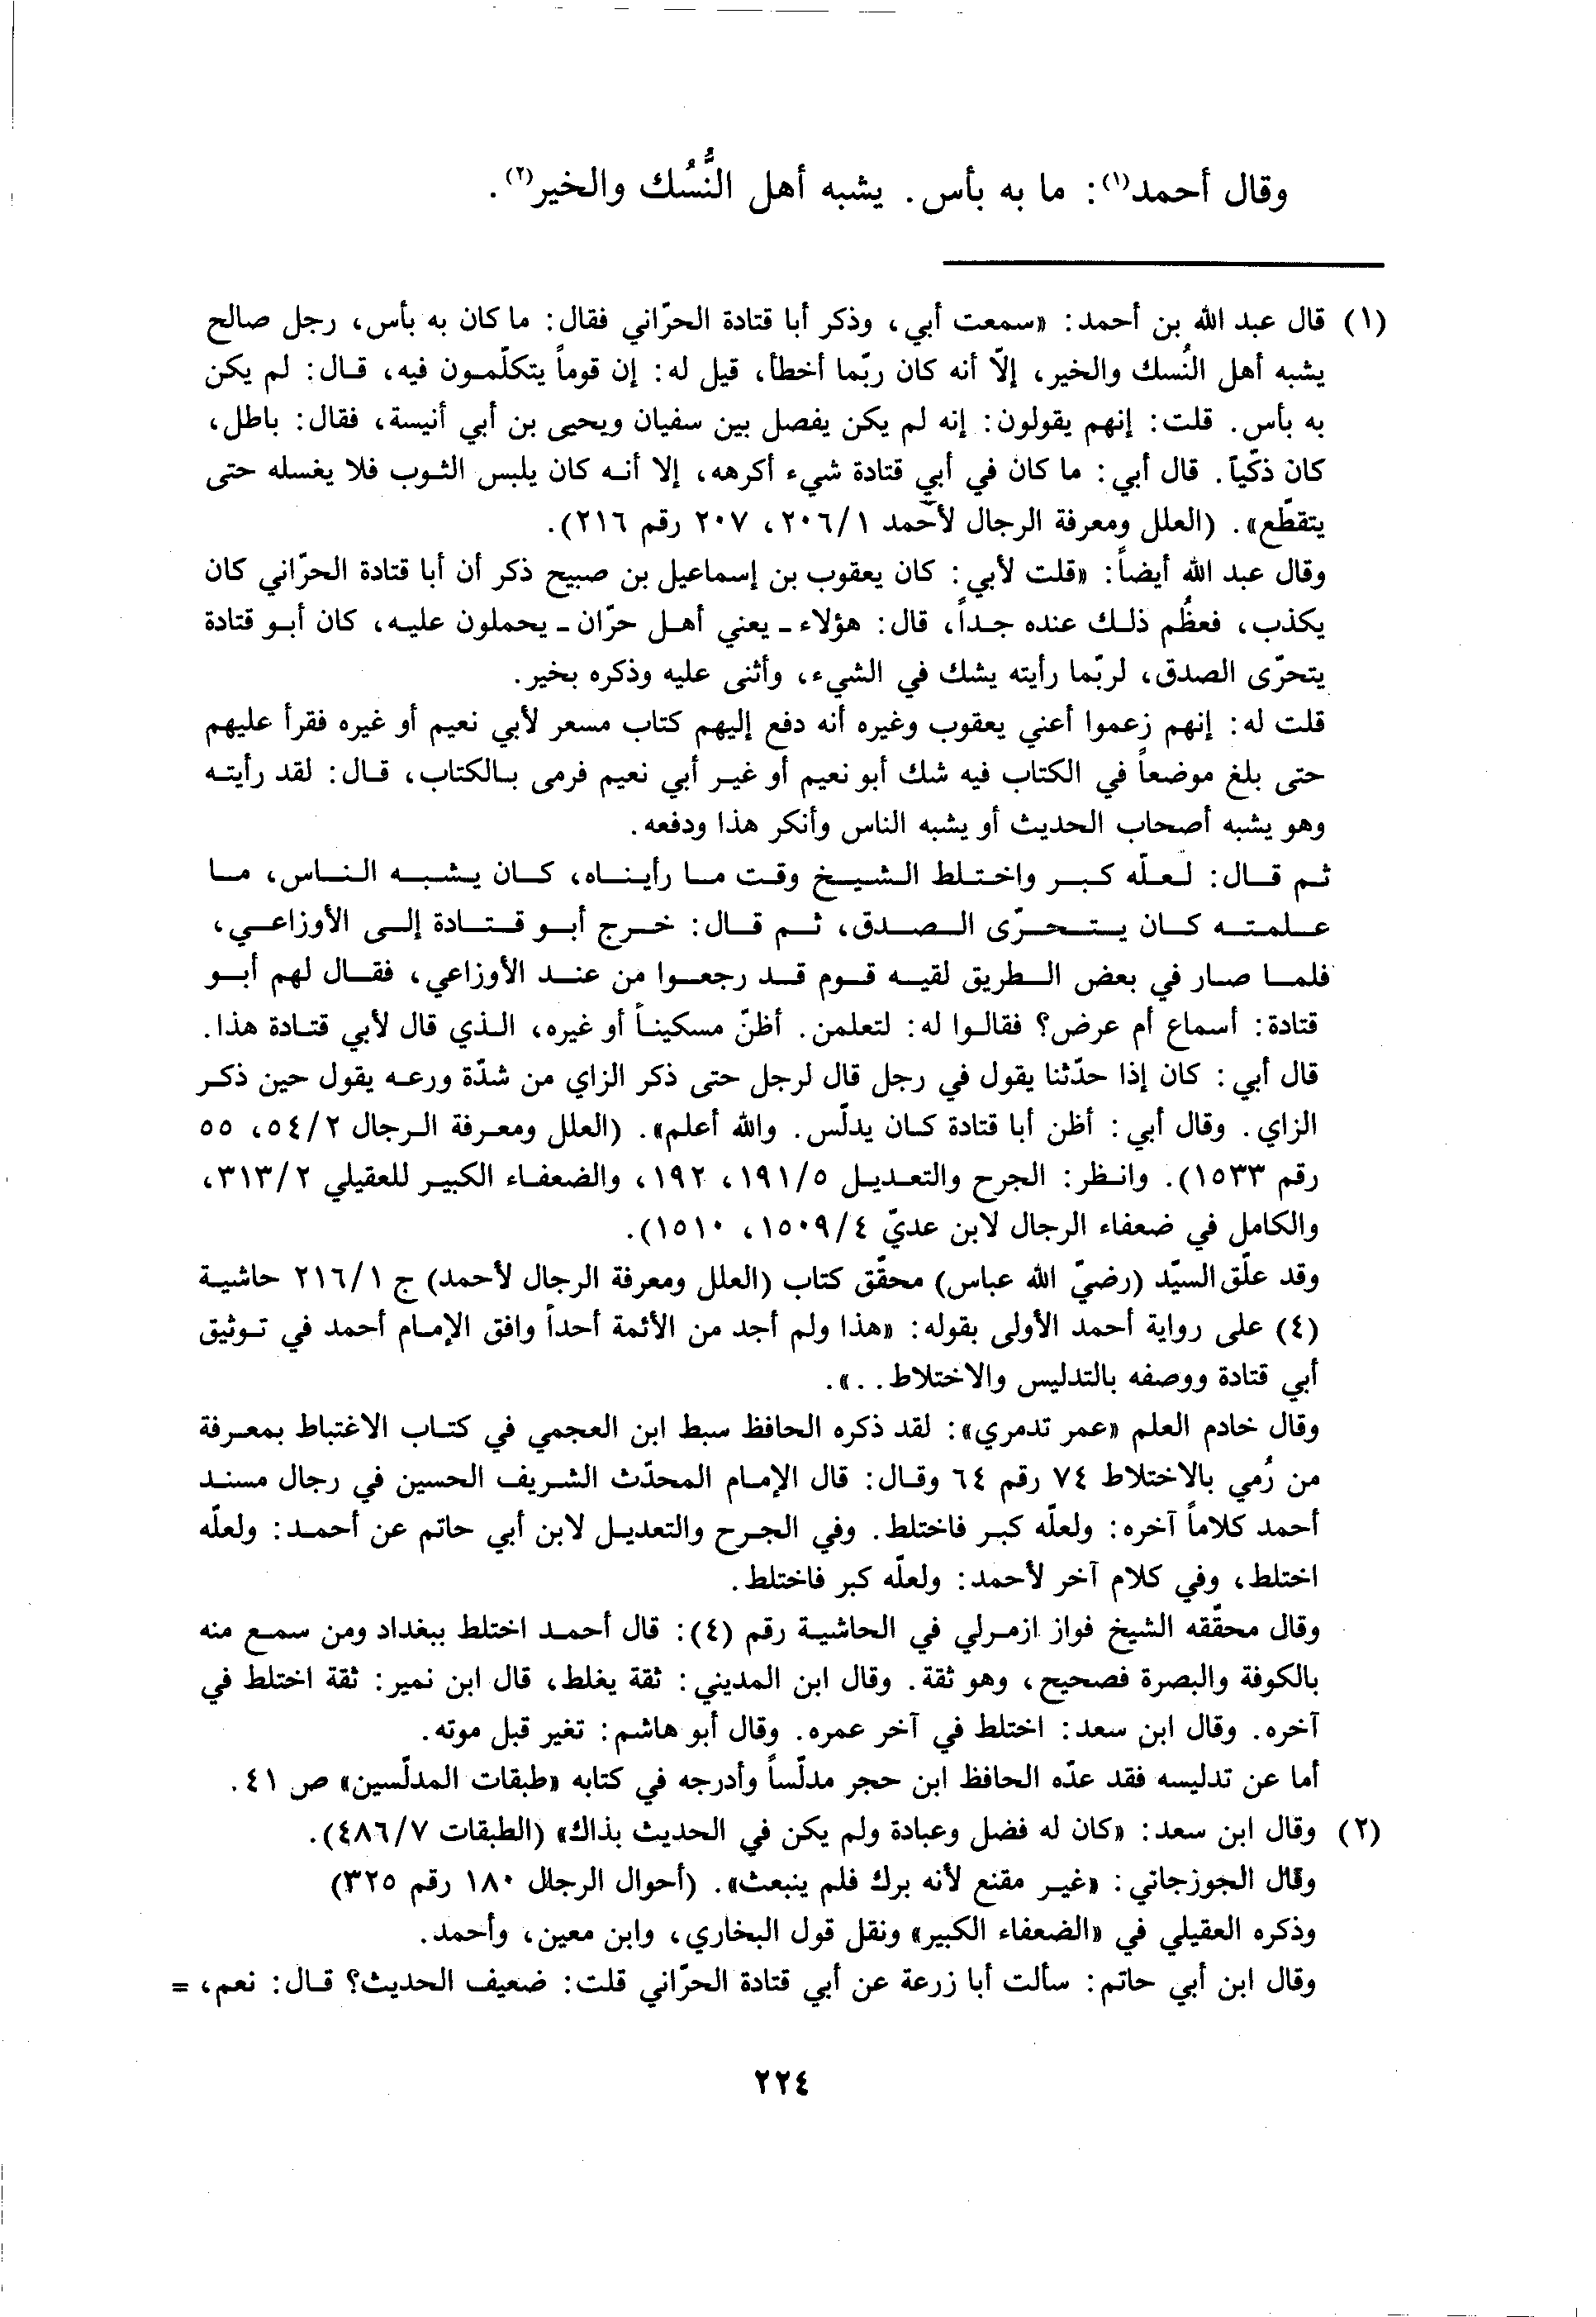 وقال أحمد(١): ما به بأس. يشبه أهل النُّسُك والخير(٢).
(١) قال عبد الله بن أحمد: «سمعت أبي، وذكر أبا قتادة الحرّاني فقال: ما كان به بأس، رجل صالح
يشبه أهل النُسك والخير، إلّا أنه كان ربّما أخطأ، قيل له: إن قوماً يتكلّمون فيه، قال: لم يكن
به بأس. قلت: إنهم يقولون: إنه لم يكن يفصل بين سفيان ويحيى بن أبي أنيسة، فقال: باطل،
كان ذكّياً. قال أبي: ما كان في أبي قتادة شيء أكرهه، إلا أنه كان يلبس الثوب فلا يغسله حتى
يتقطّع». (العلل ومعرفة الرجال لأحمد ٢٠٦/١، ٢٠٧ رقم ٢١٦).
وقال عبد الله أيضاً: «قلت لأبي: كان يعقوب بن إسماعيل بن صبيح ذكر أن أبا قتادة الحرّاني كان
يكذب، فعظُم ذلك عنده جداً، قال: هؤلاء - يعني أهل حرّان - يحملون عليه، كان أبو قتادة
يتحرّى الصدق، لربّما رأيته يشك في الشيء، وأثنى عليه وذكره بخير.
قلت له: إنهم زعموا أعني يعقوب وغيره أنه دفع إليهم كتاب مسعر لأبي نعيم أو غيره فقرأ عليهم
حتى بلغ موضعاً في الكتاب فيه شك أبو نعيم أو غير أبي نعيم فرمى بالكتاب، قال: لقد رأيته
وهو يشبه أصحاب الحديث أو يشبه الناس وأنكر هذا ودفعه.
ثم قال: لعلّه كبر واختلط الشيخ وقت ما رأيناه، كان يشبه الناس، ما
علمته كان يتحرّى الصدق، ثم قال: خرج أبو قتادة إلى الأوزاعي،
فلما صار في بعض الطريق لقيه قوم قد رجعوا من عند الأوزاعي، فقال لهم أبو
قتادة: أسماع أم عرض؟ فقالوا له: لتعلمن. أظنّ مسكيناً أو غيره، الذي قال لأبي قتادة هذا.
قال أبي: كان إذا حدّثنا يقول في رجل قال لرجل حتى ذكر الزاي من شدّة ورعه يقول حين ذكر
الزاي. وقال أبي: أظن أبا قتادة كان يدلّس. والله أعلم». (العلل ومعرفة الرجال ٥٤/٢، ٥٥
رقم ١٥٣٣). وانظر: الجرح والتعديل ١٩١/٥، ١٩٢، والضعفاء الكبير للعقيلي ٣١٣/٢،
والكامل في ضعفاء الرجال لابن عديّ ١٥٠٩/٤، ١٥١٠).
وقد علّق السيّد (رضيّ الله عباس) محقّق كتاب (العلل ومعرفة الرجال لأحمد) ج ٢١٦/١ حاشية
(٤) على رواية أحمد الأولى بقوله: «هذا ولم أجد من الأئمة أحداً وافق الإمام أحمد في توثيق
أبي قتادة ووصفه بالتدليس والاختلاط..».
وقال خادم العلم «عمر تدمري»: لقد ذكره الحافظ سبط ابن العجمي في كتاب الاغتباط بمعرفة
من رُمي بالاختلاط ٧٤ رقم ٦٤ وقال: قال الإمام المحدّث الشريف الحسين في رجال مسند
أحمد كلاماً آخره: ولعلّه كبر فاختلط. وفي الجرح والتعديل لابن أبي حاتم عن أحمد: ولعلّه
اختلط، وفي كلام آخر لأحمد: ولعلّه كبر فاختلط.
وقال محقّقه الشيخ فواز ازمرلي في الحاشية رقم (٤): قال أحمد اختلط ببغداد ومن سمع منه
بالكوفة والبصرة فصحيح، وهو ثقة. وقال ابن المديني: ثقة يغلط، قال ابن نمير: ثقة اختلط في
آخره. وقال ابن سعد: اختلط في آخر عمره. وقال أبو هاشم: تغير قبل موته.
أما عن تدليسه فقد عدّه الحافظ ابن حجر مدلّساً وأدرجه في كتابه «طبقات المدلّسين» ص ٤١.
(٢) وقال ابن سعد: «كان له فضل وعبادة ولم يكن في الحديث بذاك» (الطبقات ٤٨٦/٧).
وقال الجوزجاني: «غير مقنع لأنه برك فلم ينبعث». (أحوال الرجال ١٨٠ رقم ٣٢٥)
وذكره العقيلي في «الضعفاء الكبير» ونقل قول البخاري، وابن معين، وأحمد.
وقال ابن أبي حاتم: سألت أبا زرعة عن أبي قتادة الحرّاني قلت: ضعيف الحديث؟ قال: نعم، =
٢٢٤